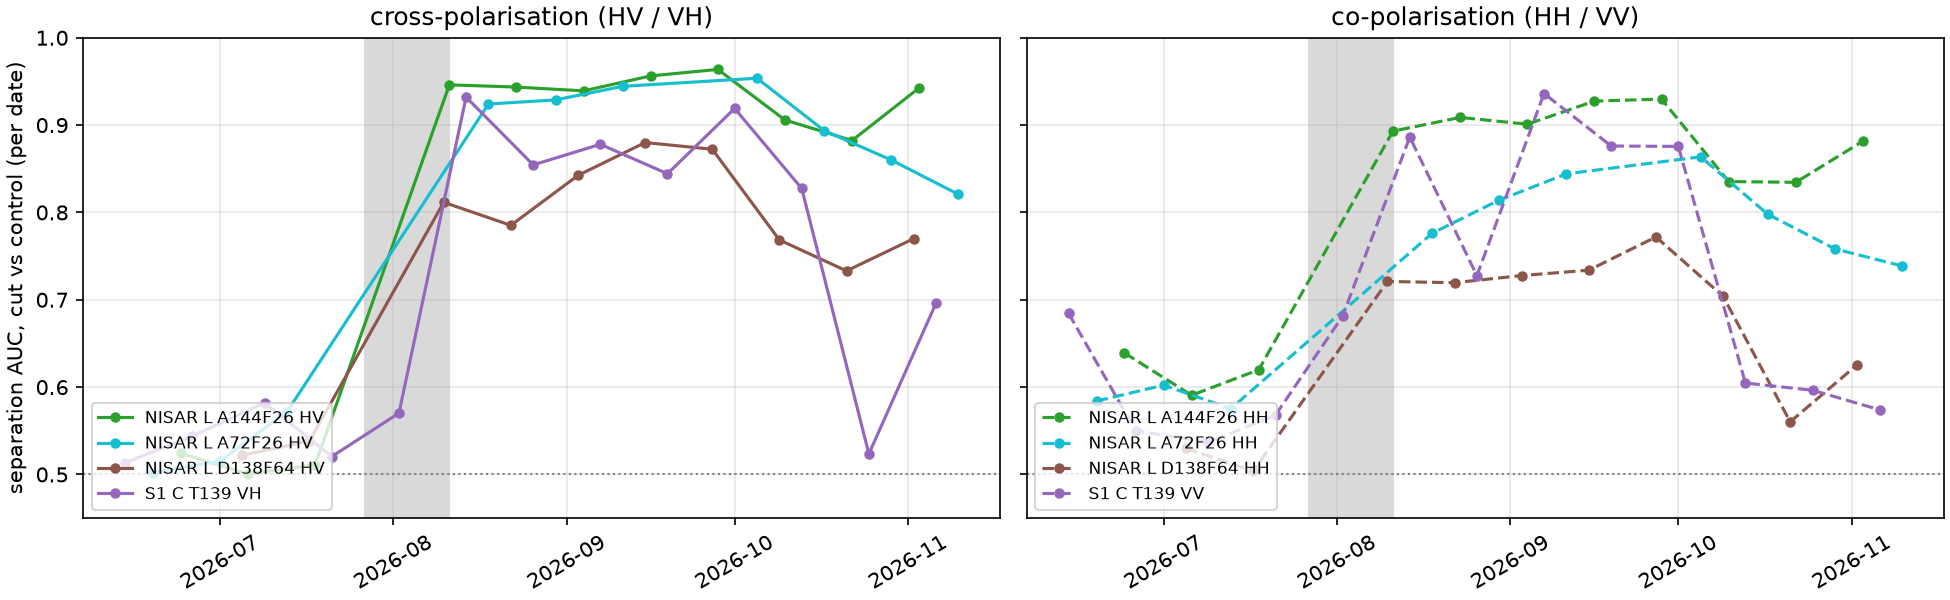 cross-polarisation (HV / VH)
separation AUC, cut vs control (per date)
1.0
0.9
0.8
0.7
0.6
0.5
NISAR L A144F26 HV
NISAR L A72F26 HV
NISAR L D138F64 HV
S1 C T139 VH
2026-07
2026-08
2026-09
2026-10
2026-11
co-polarisation (HH / VV)
NISAR L A144F26 HH
NISAR L A72F26 HH
NISAR L D138F64 HH
S1 C T139 VV
2026-07
2026-08
2026-09
2026-10
2026-11